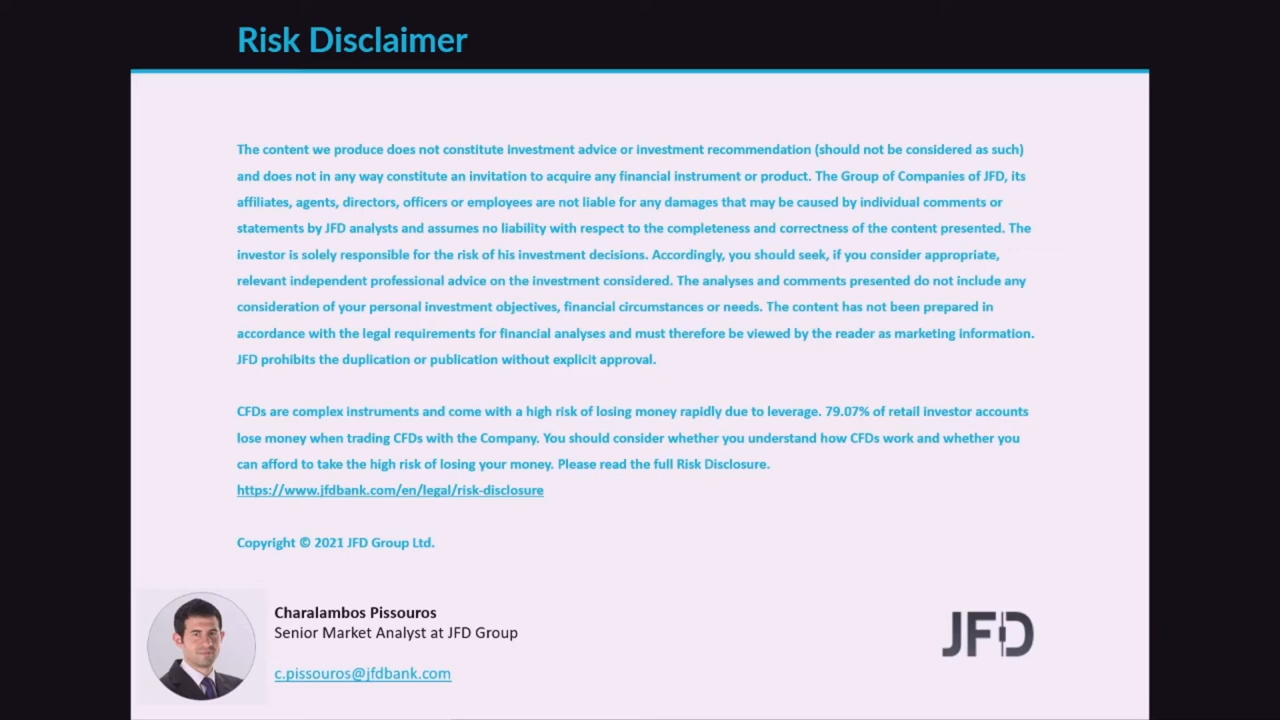 Risk Disclaimer
The content we produce does not constitute investment advice or investment recommendation (should not be considered as such)
and does not in any way constitute an invitation to acquire any financial instrument or product. The Group of Companies of JFD, its
affiliates, agents, directors, officers or employees are not liable for any damages that may be caused by individual comments or
statements by JFD analysts and assumes no liability with respect to the completeness and correctness of the content presented. The
investor is solely responsible for the risk of his investment decisions. Accordingly, you should seek, if you consider appropriate,
relevant independent professional advice on the investment considered. The analyses and comments presented do not include any
consideration of your personal investment objectives, financial circumstances or needs. The content has not been prepared in
accordance with the legal requirements for financial analyses and must therefore be viewed by the reader as marketing information.
JFD prohibits the duplication or publication without explicit approval.
CFDs are complex instruments and come with a high risk of losing money rapidly due to leverage. 79.07% of retail investor accounts
lose money when trading CFDs with the Company. You should consider whether you understand how CFDs work and whether you
can afford to take the high risk of losing your money. Please read the full Risk Disclosure.
https://www.jfdbank.com/en/legal/risk-disclosure
Copyright © 2021 JFD Group Ltd.
Charalambos Pissouros
Senior Market Analyst at JFD Group
c.pissouros@jfdbank.com
JFD